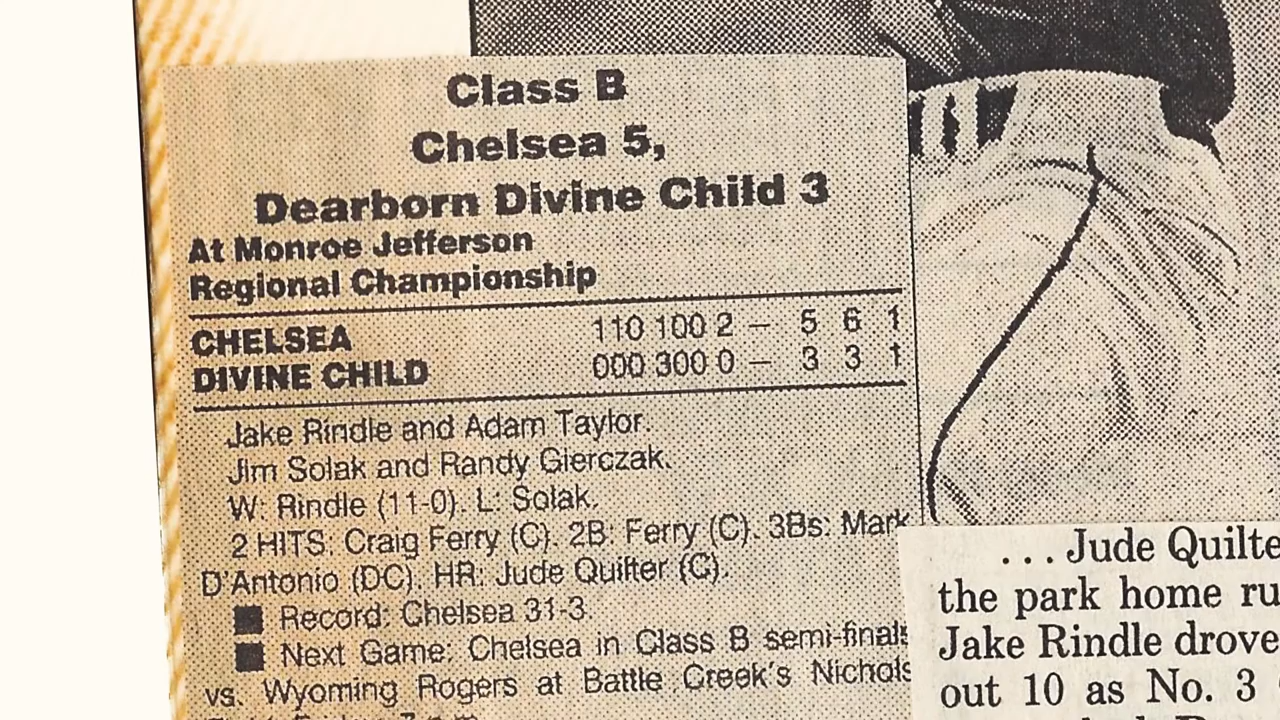 Class B
Chelsea 5,
Dearborn Divine Child 3
At Monroe Jefferson
Regional Championship
CHELSEA 110 100 2 — 5 6 1
DIVINE CHILD 000 300 0 — 3 3 1
Jake Rindle and Adam Taylor.
Jim Solak and Randy Gierczak.
W: Rindle (11-0). L: Solak.
2 HITS: Craig Ferry (C). 2B: Ferry (C). 3Bs: Mark
D'Antonio (DC). HR: Jude Quilter (C).
■ Record: Chelsea 31-3.
■ Next Game: Chelsea in Class B semi-finals
vs. Wyoming Rogers at Battle Creek's Nichols
... Jude Quilte
the park home ru
Jake Rindle drove
out 10 as No. 3